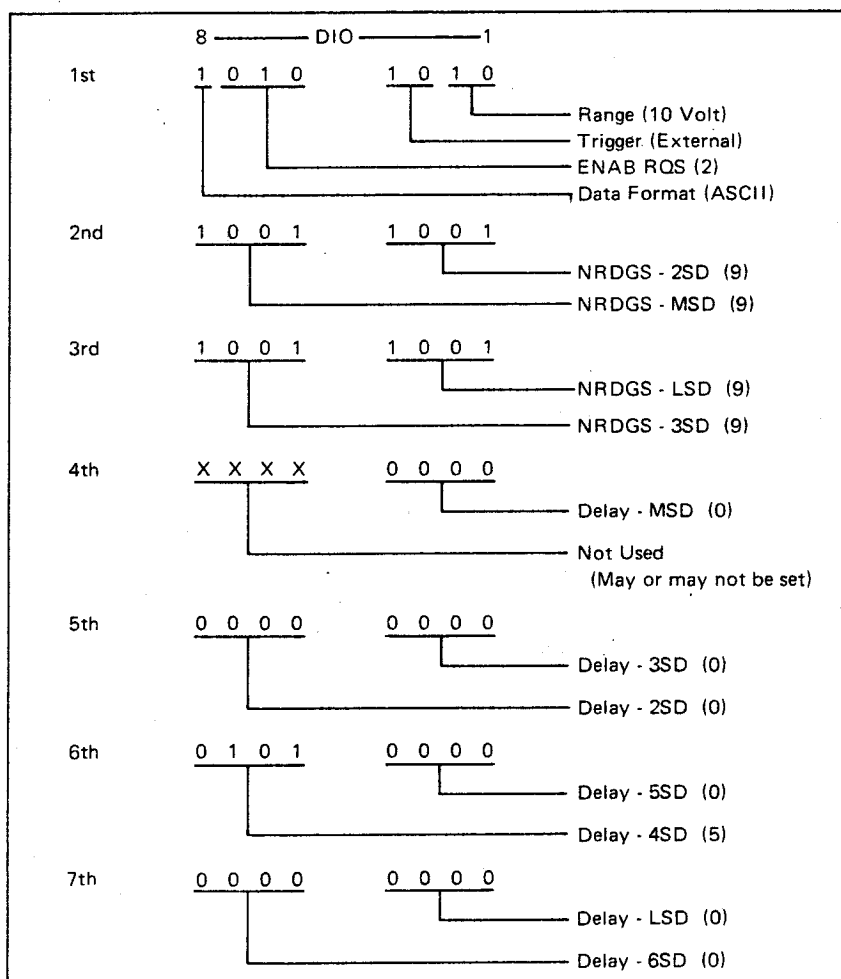 8 DIO 1
1st 1 0 1 0 1 0 1 0
Range (10 Volt)
Trigger (External)
ENAB RQS (2)
Data Format (ASCII)
2nd 1 0 0 1 1 0 0 1
NRDGS - 2SD (9)
NRDGS - MSD (9)
3rd 1 0 0 1 1 0 0 1
NRDGS - LSD (9)
NRDGS - 3SD (9)
4th X X X X 0 0 0 0
Delay - MSD (0)
Not Used
(May or may not be set)
5th 0 0 0 0 0 0 0 0
Delay - 3SD (0)
Delay - 2SD (0)
6th 0 1 0 1 0 0 0 0
Delay - 5SD (0)
Delay - 4SD (5)
7th 0 0 0 0 0 0 0 0
Delay - LSD (0)
Delay - 6SD (0)